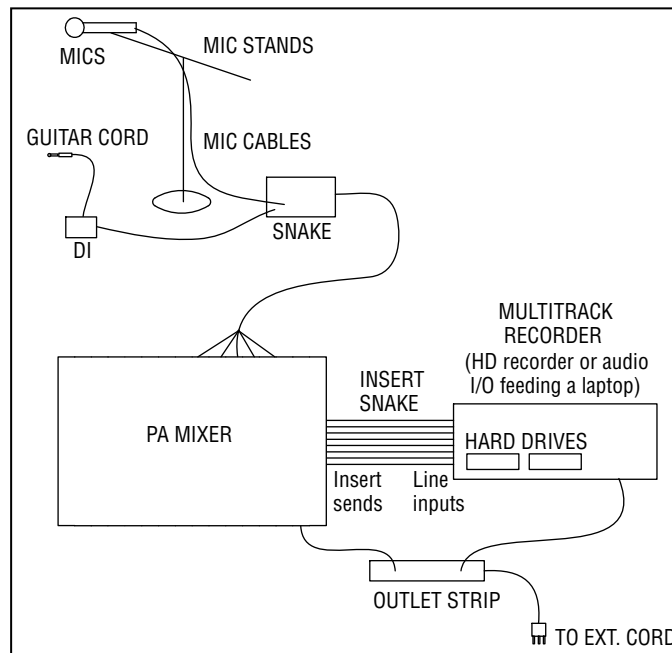 MIC STANDS
MICS
GUITAR CORD
MIC CABLES
SNAKE
DI
MULTITRACK
RECORDER
(HD recorder or audio
I/O feeding a laptop)
INSERT
SNAKE
PA MIXER
HARD DRIVES
Insert
sends
Line
inputs
OUTLET STRIP
TO EXT. CORD